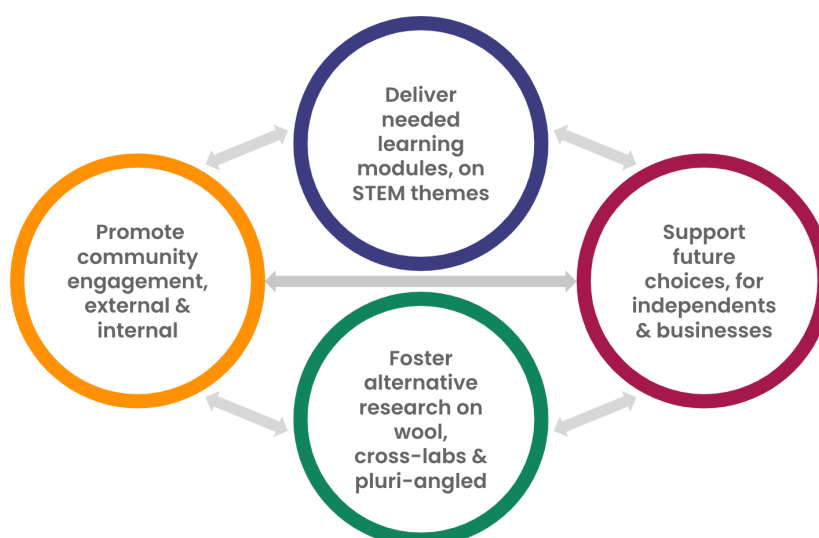 Deliver
needed
learning
modules, on
STEM themes
Promote
community
engagement,
external &
internal
Support
future
choices, for
independents
& businesses
Foster
alternative
research on
wool,
cross-labs &
pluri-angled